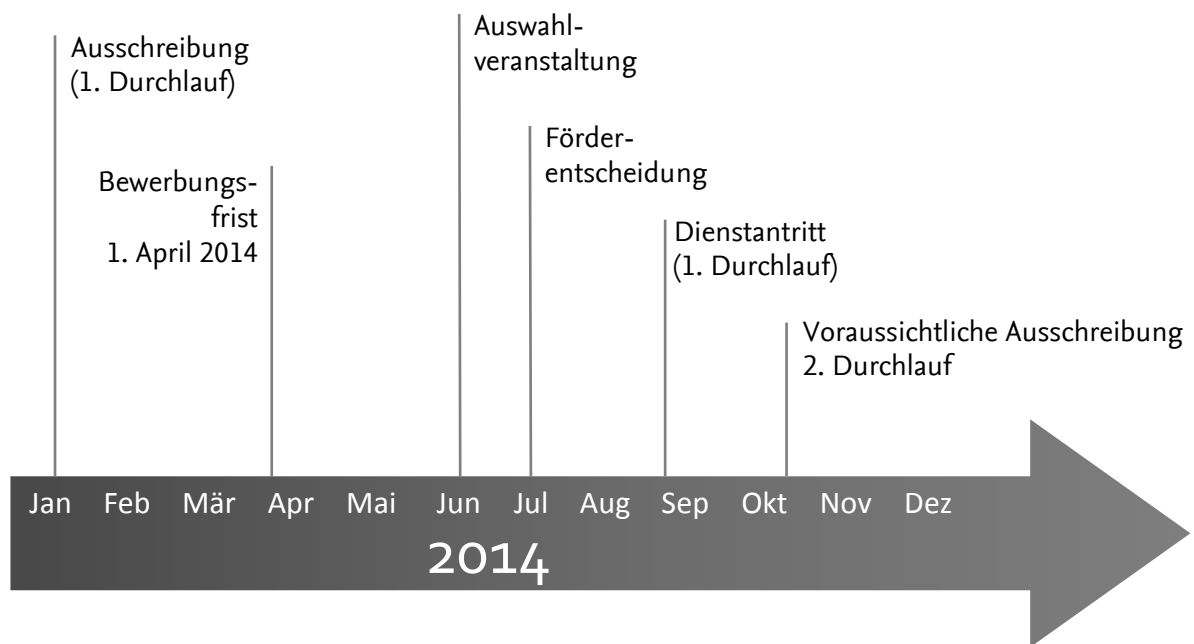 Ausschreibung
(1. Durchlauf)
Bewerbungs-
frist
1. April 2014
Auswahl-
veranstaltung
Förder-
entscheidung
Dienstantritt
(1. Durchlauf)
Voraussichtliche Ausschreibung
2. Durchlauf
Jan Feb Mär Apr Mai Jun Jul Aug Sep Okt Nov Dez
2014